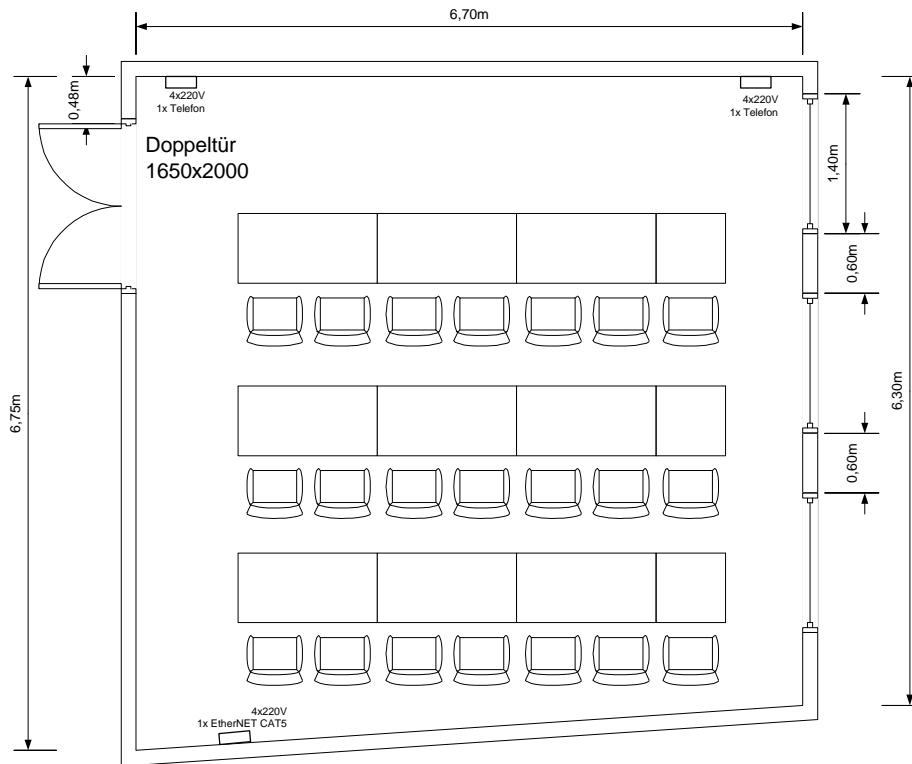 6,70m
0,48m
4x220V
1x Telefon
4x220V
1x Telefon
Doppeltür
1650x2000
1,40m
0,60m
6,75m
6,30m
0,60m
4x220V
1x EtherNET CAT5